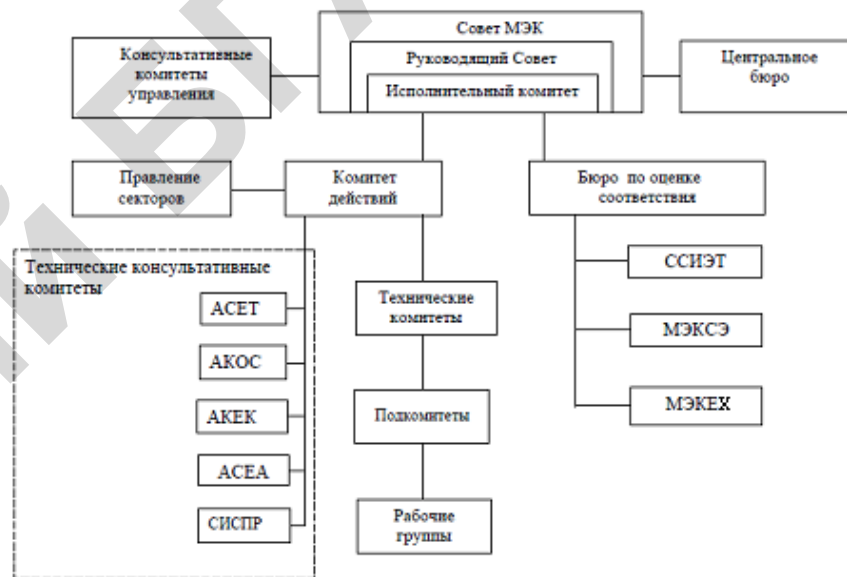 Совет МЭК
Руководящий Совет
Исполнительный комитет
Консультативные
комитеты
управления
Центральное
бюро
Правление
секторов
Комитет
действий
Бюро по оценке
соответствия
Технические консультативные
комитеты
АСЕТ
АКОС
АКЕК
АСЕА
СИСПР
Технические
комитеты
Подкомитеты
Рабочие
группы
ССИЭТ
МЭКСЭ
МЭКЕХ